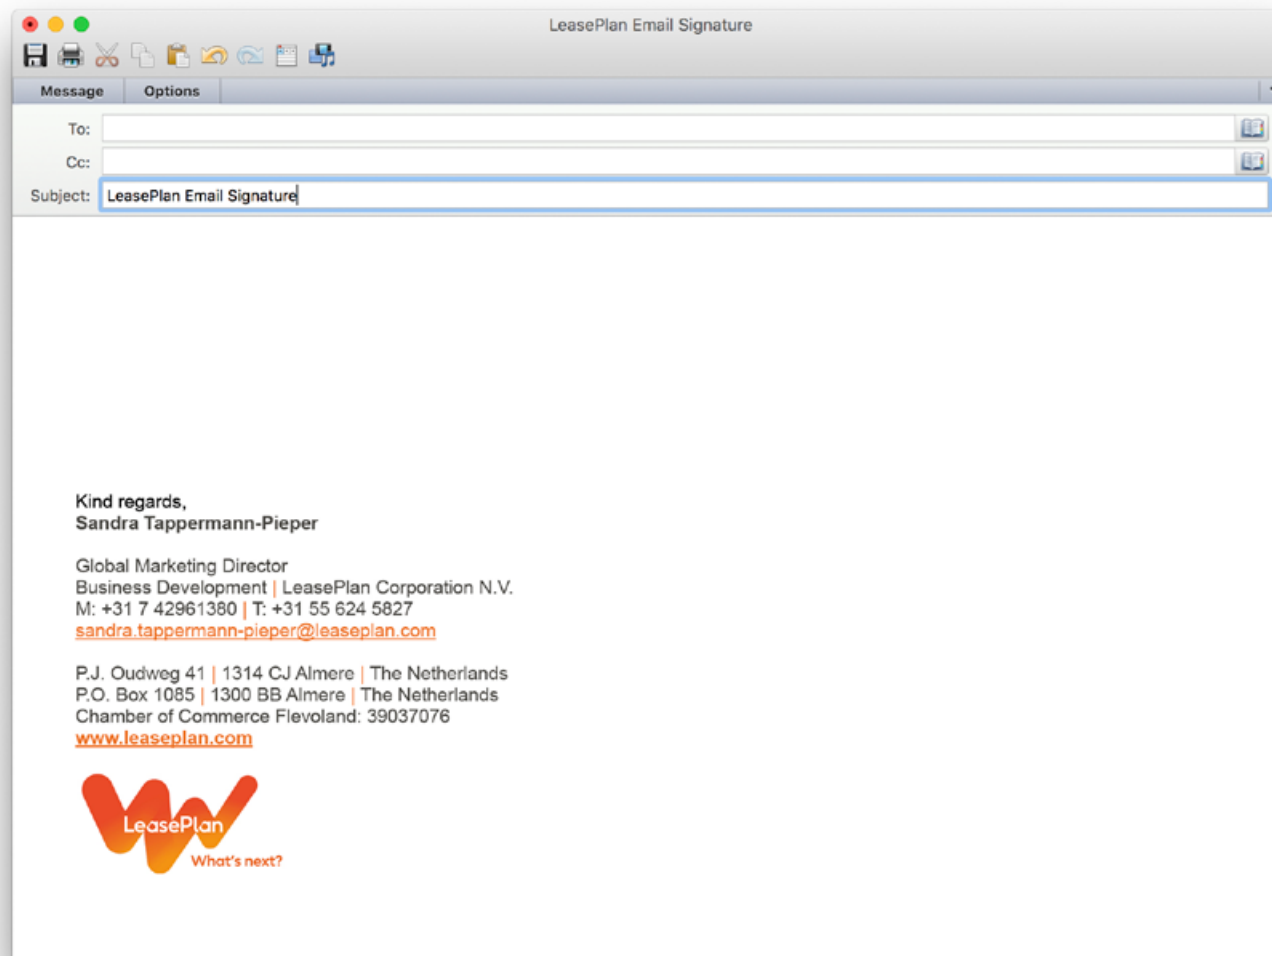 LeasePlan Email Signature
Message Options
To:
Cc:
Subject: LeasePlan Email Signature
Kind regards,
Sandra Tappermann-Pieper
Global Marketing Director
Business Development | LeasePlan Corporation N.V.
M: +31 7 42961380 | T: +31 55 624 5827
sandra.tappermann-pieper@leaseplan.com
P.J. Oudweg 41 | 1314 CJ Almere | The Netherlands
P.O. Box 1085 | 1300 BB Almere | The Netherlands
Chamber of Commerce Flevoland: 39037076
www.leaseplan.com
LeasePlan
What's next?